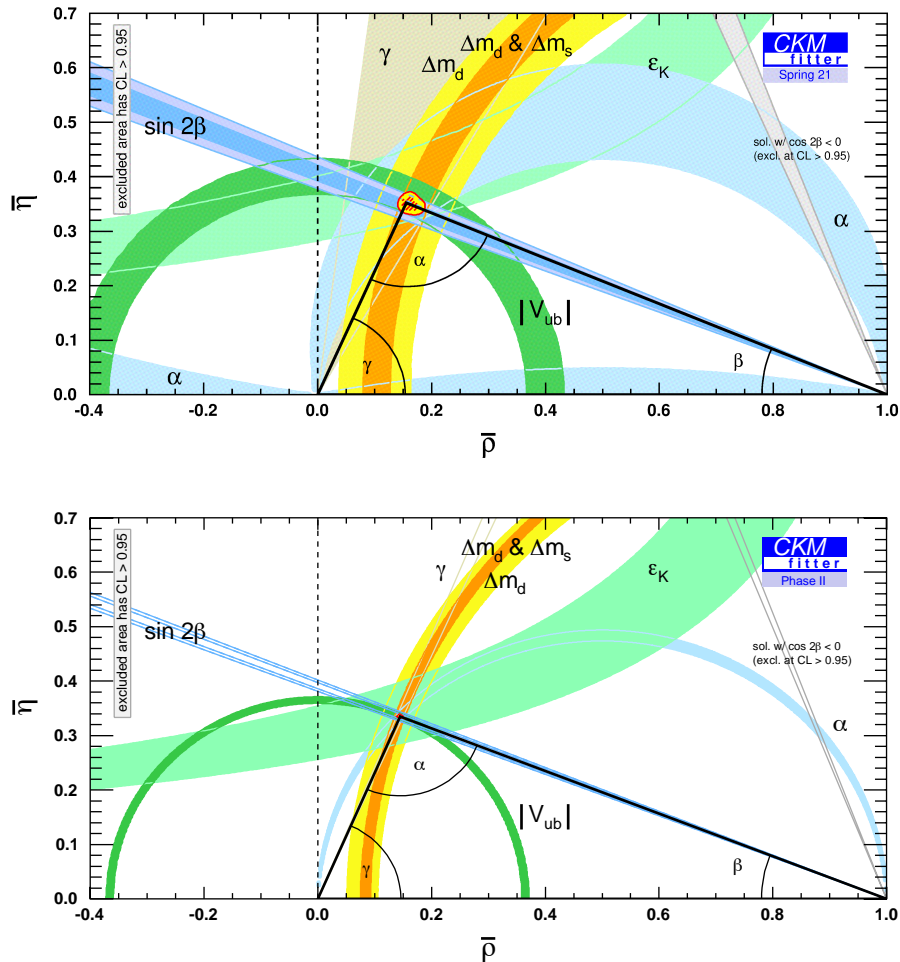 γ
Δm_d & Δm_s
Δm_d
ε_K
CKM
fitter
Spring 21
excluded area has CL > 0.95
sin 2β
sol. w/ cos 2β < 0
(excl. at CL > 0.95)
α
α
|V_ub|
α
γ
β
0.7
0.6
0.5
0.4
0.3
0.2
0.1
0.0
η̅
-0.4
-0.2
0.0
0.2
0.4
0.6
0.8
1.0
ρ̅
γ
Δm_d & Δm_s
Δm_d
ε_K
CKM
fitter
Phase II
excluded area has CL > 0.95
sin 2β
sol. w/ cos 2β < 0
(excl. at CL > 0.95)
α
α
|V_ub|
γ
β
0.7
0.6
0.5
0.4
0.3
0.2
0.1
0.0
η̅
-0.4
-0.2
0.0
0.2
0.4
0.6
0.8
1.0
ρ̅